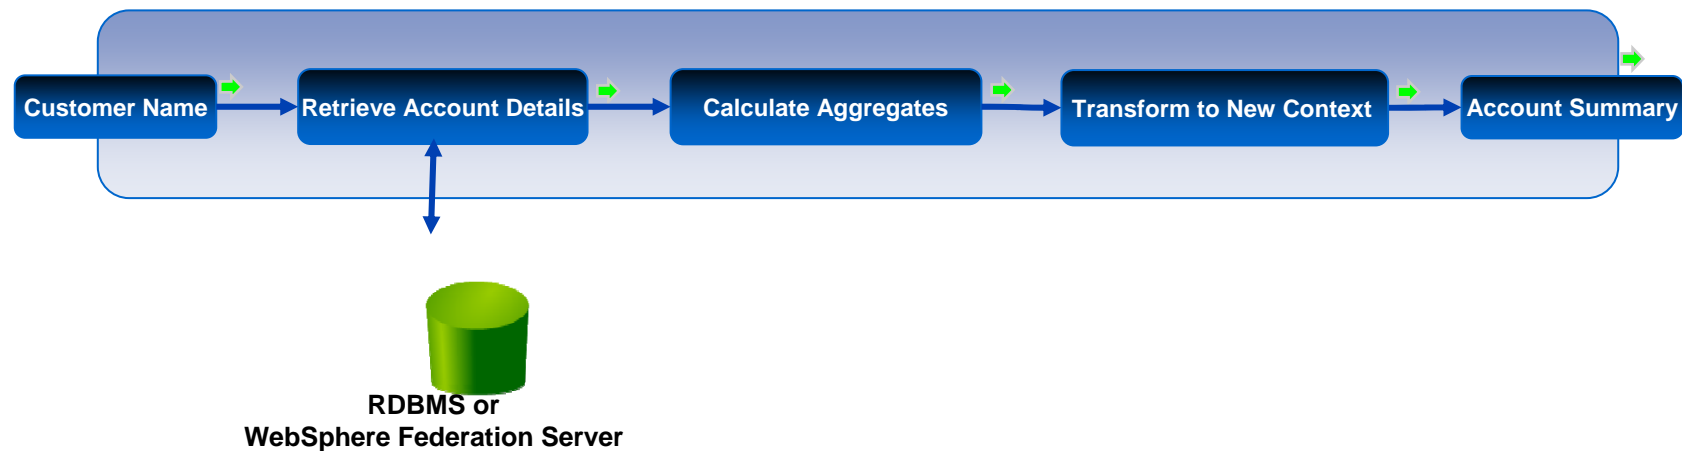 Customer Name
Retrieve Account Details
Calculate Aggregates
Transform to New Context
Account Summary
RDBMS or
WebSphere Federation Server